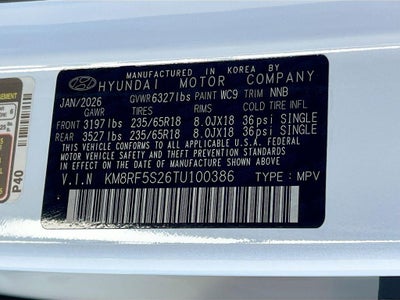 MANUFACTURED IN KOREA BY
HYUNDAI MOTOR COMPANY
JAN/2026 GVWR 6327lbs PAINT WC9 TRIM NNB
GAWR TIRES RIMS COLD TIRE INFL
FRONT 3197lbs 235/65R18 8.0JX18 36psi SINGLE
REAR 3527lbs 235/65R18 8.0JX18 36psi SINGLE
THIS VEHICLE CONFORMS TO ALL APPLICABLE U.S.A. FEDERAL MOTOR
VEHICLE SAFETY, BUMPER, AND THEFT PREVENTION STANDARDS
IN EFFECT ON THE DATE OF MANUFACTURE SHOWN ABOVE.
V.I.N KM8RF5S26TU100386 TYPE: MPV
P40